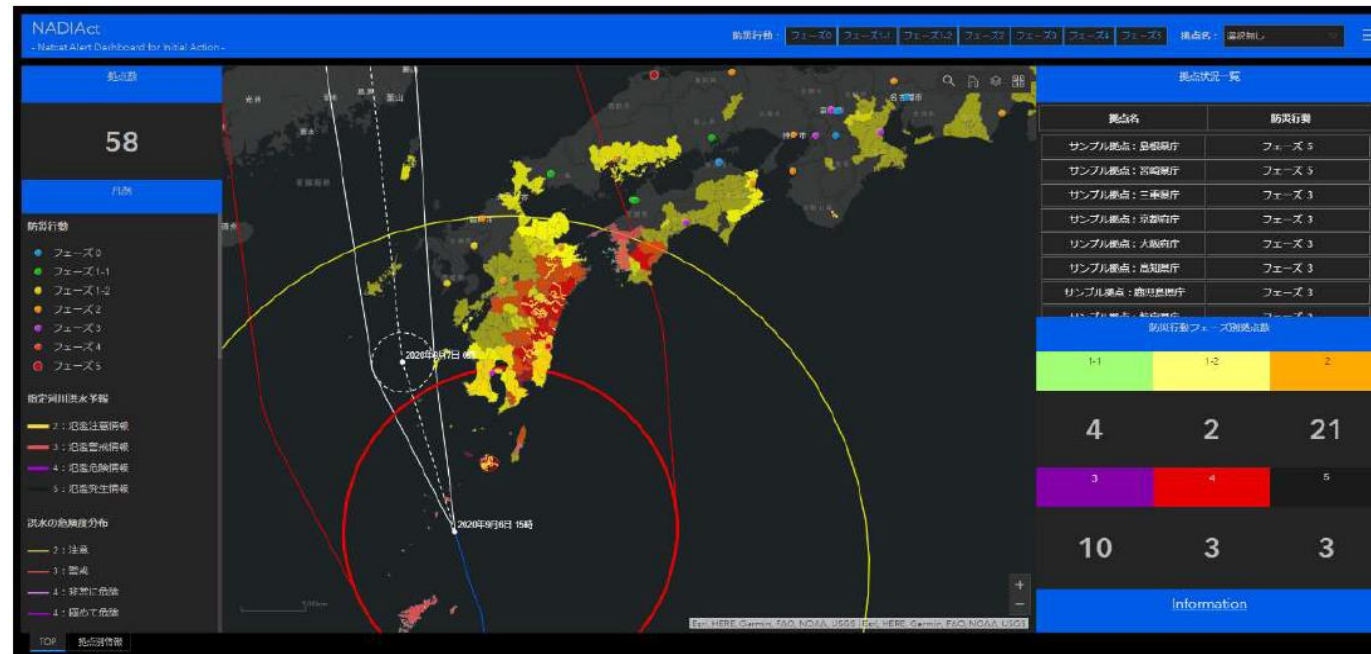 NADIAct
- Natcat Alert Dashboard for Initial Action -
防災行動： フェーズ0 フェーズ1-1 フェーズ1-2 フェーズ2 フェーズ3 フェーズ4 フェーズ5 拠点名： 選択無し
拠点数
58
凡例
防災行動
フェーズ0
フェーズ1-1
フェーズ1-2
フェーズ2
フェーズ3
フェーズ4
フェーズ5
指定河川洪水予報
2：氾濫注意情報
3：氾濫警戒情報
4：氾濫危険情報
5：氾濫発生情報
洪水の危険度分布
2：注意
3：警戒
4：非常に危険
4：極めて危険
TOP 拠点別情報
釜山
名古屋市
2020年9月6日 15時
Esri, HERE, Garmin, FAO, NOAA, USGS | Esri, HERE, Garmin, FAO, NOAA, USGS
拠点状況一覧
拠点名 防災行動
サンプル拠点：島根県庁 フェーズ 5
サンプル拠点：宮崎県庁 フェーズ 5
サンプル拠点：三重県庁 フェーズ 3
サンプル拠点：京都府庁 フェーズ 3
サンプル拠点：大阪府庁 フェーズ 3
サンプル拠点：高知県庁 フェーズ 3
サンプル拠点：鹿児島県庁 フェーズ 3
防災行動フェーズ別拠点数
1-1 1-2 2
4 2 21
3 4 5
10 3 3
Information